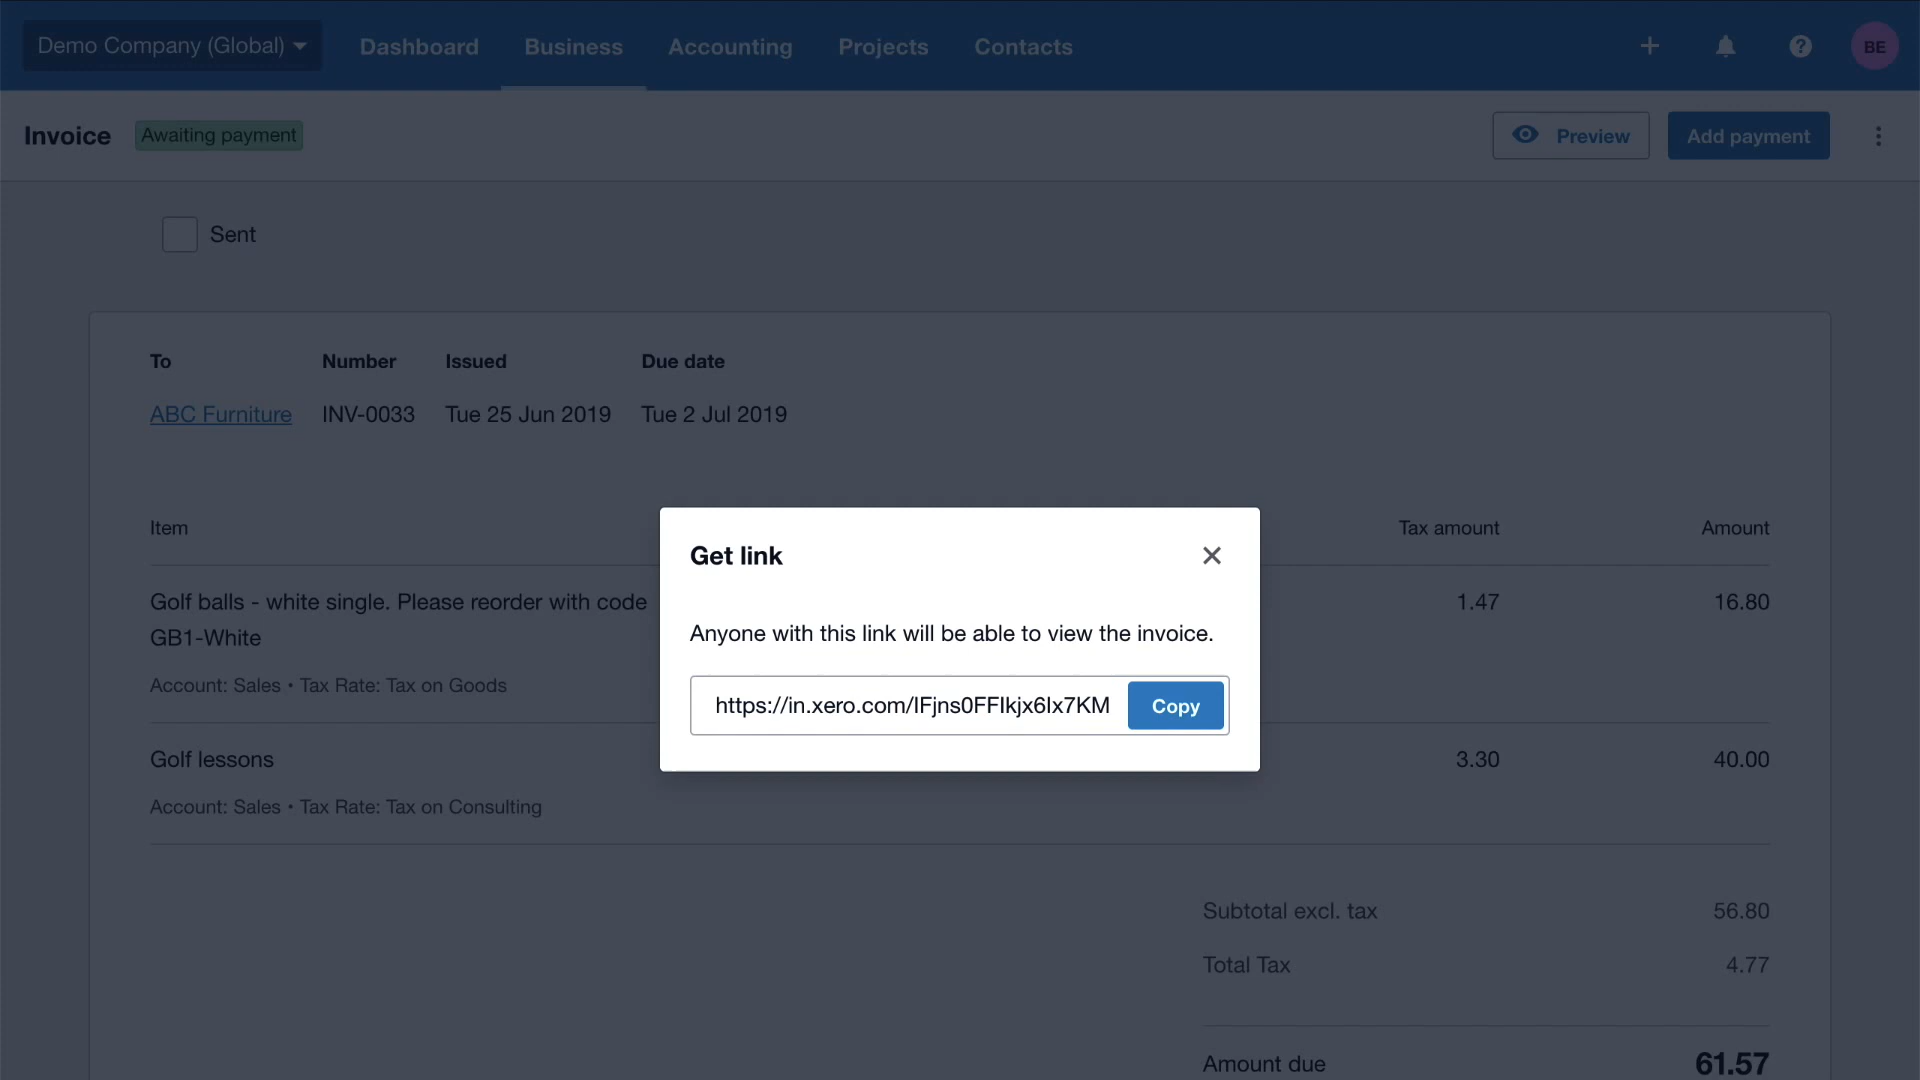 Demo Company (Global)
Dashboard
Business
Accounting
Projects
Contacts
BE
Invoice
Awaiting payment
Preview
Add payment
Sent
To
Number
Issued
Due date
ABC Furniture
INV-0033
Tue 25 Jun 2019
Tue 2 Jul 2019
Item
Tax amount
Amount
Golf balls - white single. Please reorder with code
GB1-White
Account: Sales • Tax Rate: Tax on Goods
1.47
16.80
Golf lessons
Account: Sales • Tax Rate: Tax on Consulting
3.30
40.00
Get link
Anyone with this link will be able to view the invoice.
https://in.xero.com/IFjns0FFIkjx6Ix7KM
Copy
Subtotal excl. tax
56.80
Total Tax
4.77
Amount due
61.57